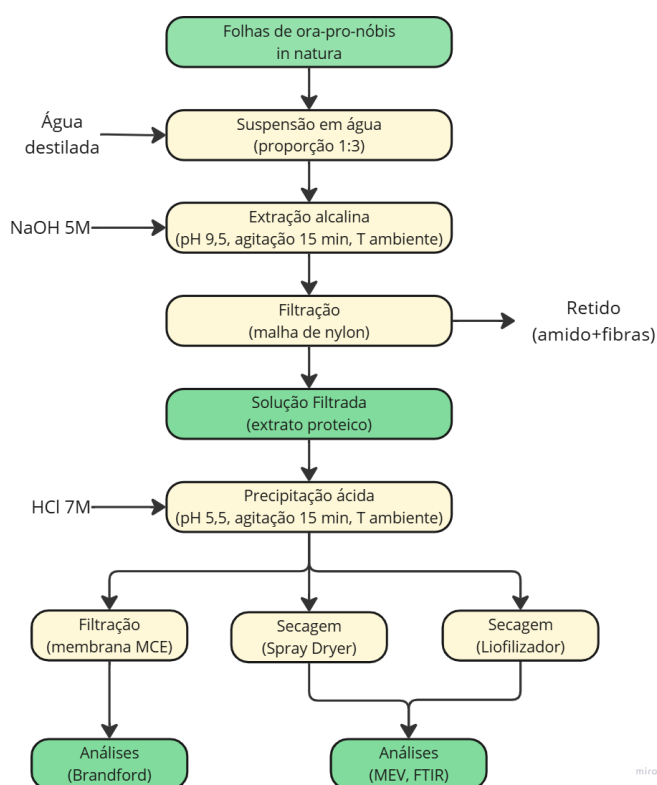 Folhas de ora-pro-nóbis
in natura
Água
destilada
Suspensão em água
(proporção 1:3)
NaOH 5M
Extração alcalina
(pH 9,5, agitação 15 min, T ambiente)
Filtração
(malha de nylon)
Retido
(amido+fibras)
Solução Filtrada
(extrato proteico)
HCl 7M
Precipitação ácida
(pH 5,5, agitação 15 min, T ambiente)
Filtração
(membrana MCE)
Secagem
(Spray Dryer)
Secagem
(Liofilizador)
Análises
(Brandford)
Análises
(MEV, FTIR)
miro